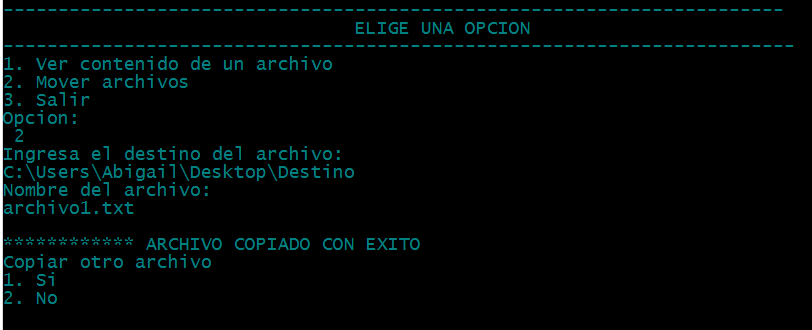 -----------------------------------------------------------------------
ELIGE UNA OPCION
------------------------------------------------------------------------
1. Ver contenido de un archivo
2. Mover archivos
3. Salir
Opcion:
2
Ingresa el destino del archivo:
C:\Users\Abigail\Desktop\Destino
Nombre del archivo:
archivo1.txt
************ ARCHIVO COPIADO CON EXITO
Copiar otro archivo
1. Si
2. No